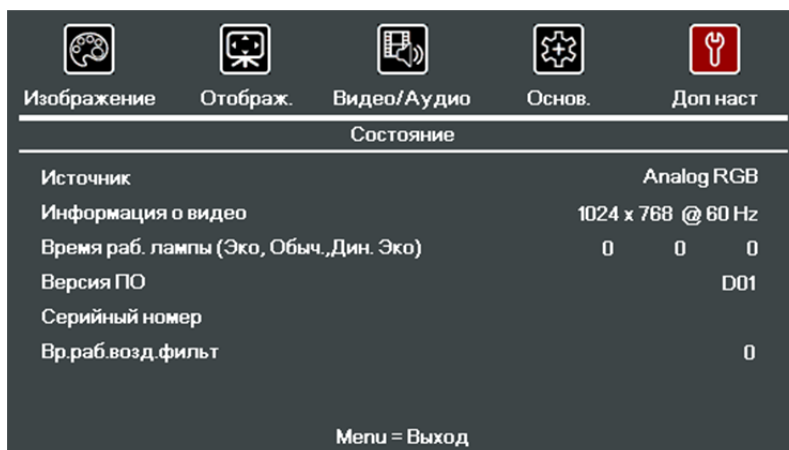 Изображение Отображ. Видео/Аудио Основ. Доп наст
Состояние
Источник Analog RGB
Информация о видео 1024 x 768 @ 60 Hz
Время раб. лампы (Эко, Обыч.,Дин. Эко) 0 0 0
Версия ПО D01
Серийный номер
Вр.раб.возд.фильт 0
Menu = Выход